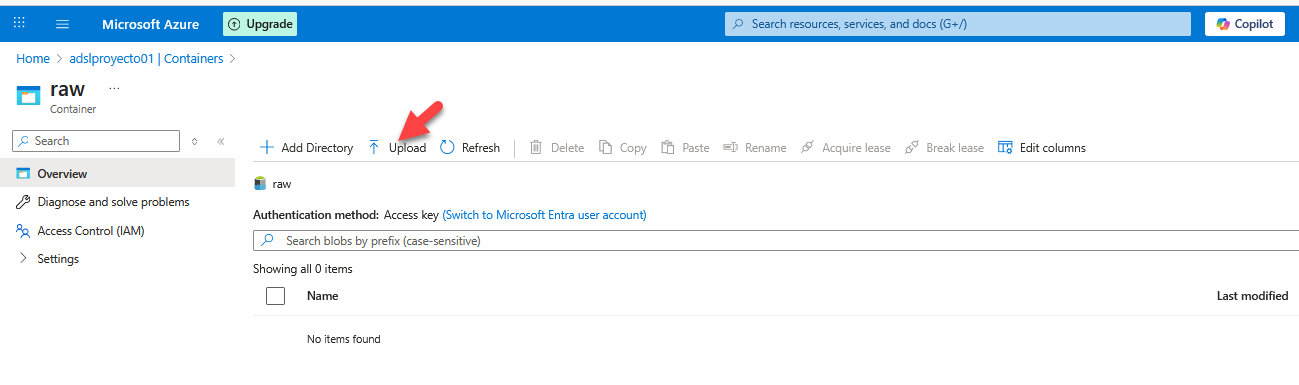 Microsoft Azure Upgrade Search resources, services, and docs (G+/) Copilot
Home > adslproyecto01 | Containers >
raw ...
Container
Search
Add Directory Upload Refresh Delete Copy Paste Rename Acquire lease Break lease Edit columns
Overview
Diagnose and solve problems
Access Control (IAM)
Settings
raw
Authentication method: Access key (Switch to Microsoft Entra user account)
Search blobs by prefix (case-sensitive)
Showing all 0 items
Name Last modified
No items found